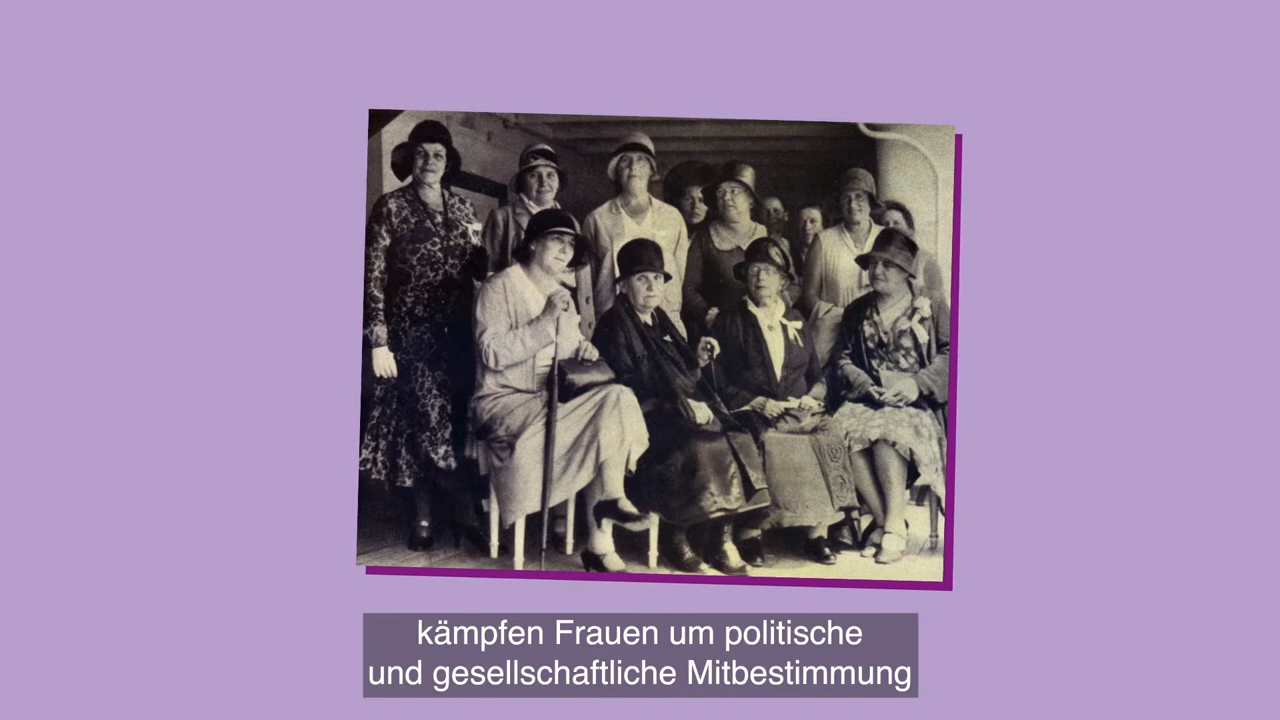 kämpfen Frauen um politische
und gesellschaftliche Mitbestimmung